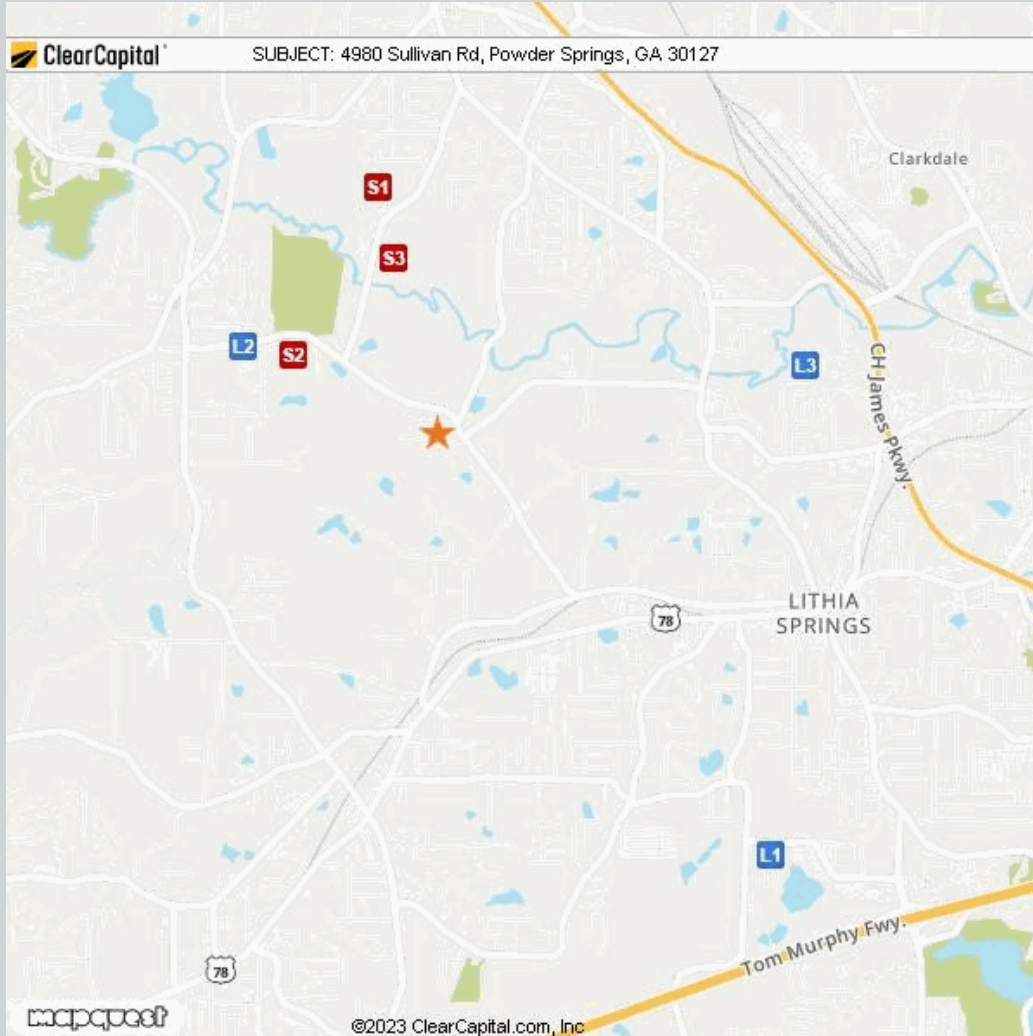 ClearCapital
SUBJECT: 4980 Sullivan Rd, Powder Springs, GA 30127
Clarkdale
S1
S3
L2
S2
L3
CH James Pkwy.
LITHIA
SPRINGS
78
L1
Tom Murphy Fwy.
78
mapquest
©2023 ClearCapital.com, Inc